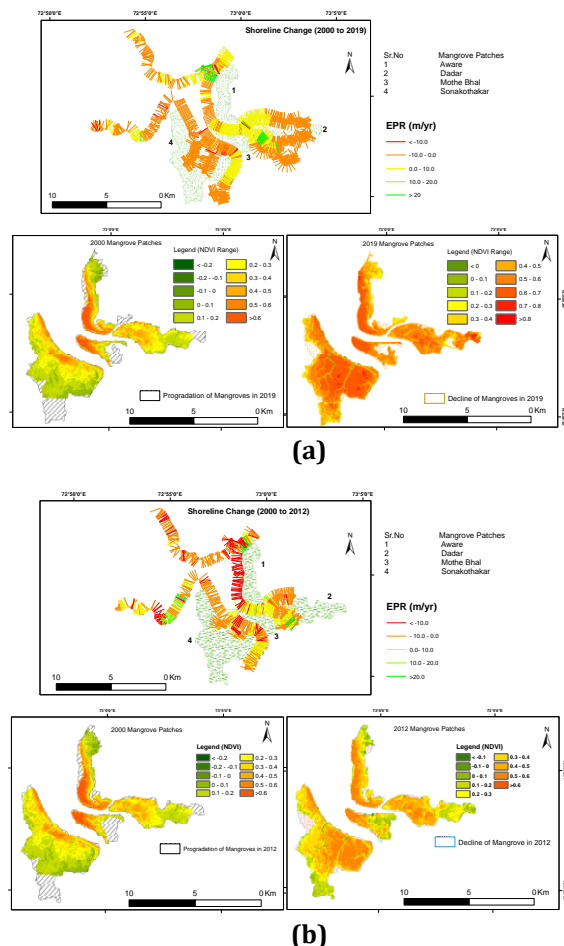 72°50'0"E 72°55'0"E 73°0'0"E 73°5'0"E
Shoreline Change (2000 to 2019)
N
1
2
3
4
10 5 0 Km
Sr.No Mangrove Patches
1 Aware
2 Dadar
3 Mothe Bhal
4 Sonakothakar
EPR (m/yr)
< -10.0
-10.0 - 0.0
0.0 - 10.0
10.0 - 20.0
> 20
2000 Mangrove Patches
N
Legend (NDVI Range)
< -0.2 0.2 - 0.3
-0.2 - -0.1 0.3 - 0.4
-0.1 - 0 0.4 - 0.5
0 - 0.1 0.5 - 0.6
0.1 - 0.2 >0.6
Progradation of Mangroves in 2019
10 5 0 Km
2019 Mangrove Patches
N
Legend (NDVI Range)
< 0 0.4 - 0.5
0 - 0.1 0.5 - 0.6
0.1 - 0.2 0.6 - 0.7
0.2 - 0.3 0.7 - 0.8
0.3 - 0.4 >0.8
Decline of Mangroves in 2019
10 5 0 Km
(a)
72°50'0"E 72°55'0"E 73°0'0"E 73°5'0"E
Shoreline Change (2000 to 2012)
N
1
2
3
4
10 5 0 Km
Sr.No Mangrove Patches
1 Aware
2 Dadar
3 Mothe Bhal
4 Sonakothakar
EPR (m/yr)
< -10.0
- 10.0 - 0.0
0.0- 10.0
10.0 - 20.0
>20.0
2000 Mangrove Patches
N
Legend (NDVI)
< -0.2 0.2 - 0.3
-0.2 - -0.1 0.3 - 0.4
-0.1 - 0 0.4 - 0.5
0 - 0.1 0.5 - 0.6
0.1 - 0.2 >0.6
Progradation of Mangroves in 2012
10 5 0 Km
2012 Mangrove Patches
N
Legend (NDVI)
< -0.1 0.3 - 0.4
-0.1 - 0 0.4 - 0.5
0 - 0.1 0.5 - 0.6
0.1 - 0.2 >0.6
0.2 - 0.3
Decline of Mangrove in 2012
10 5 0 Km
(b)